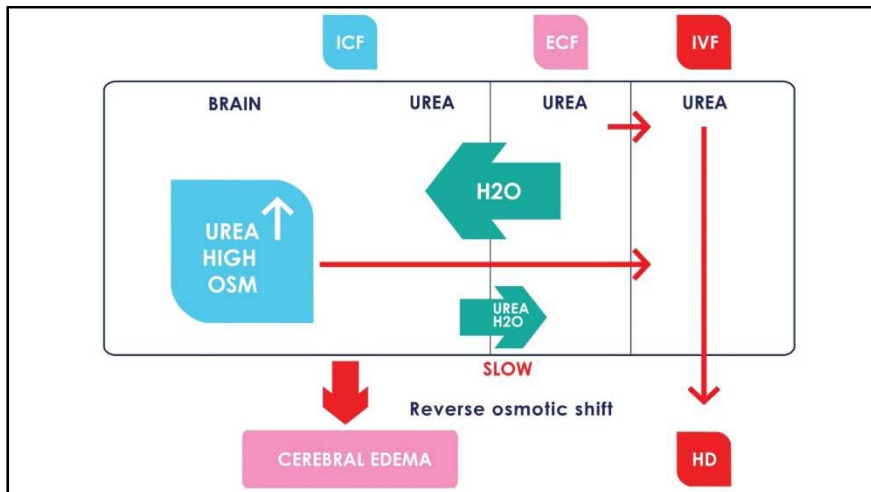 ICF
ECF
IVF
BRAIN
UREA
UREA
UREA
H2O
UREA
HIGH
OSM
UREA
H2O
SLOW
Reverse osmotic shift
CEREBRAL EDEMA
HD